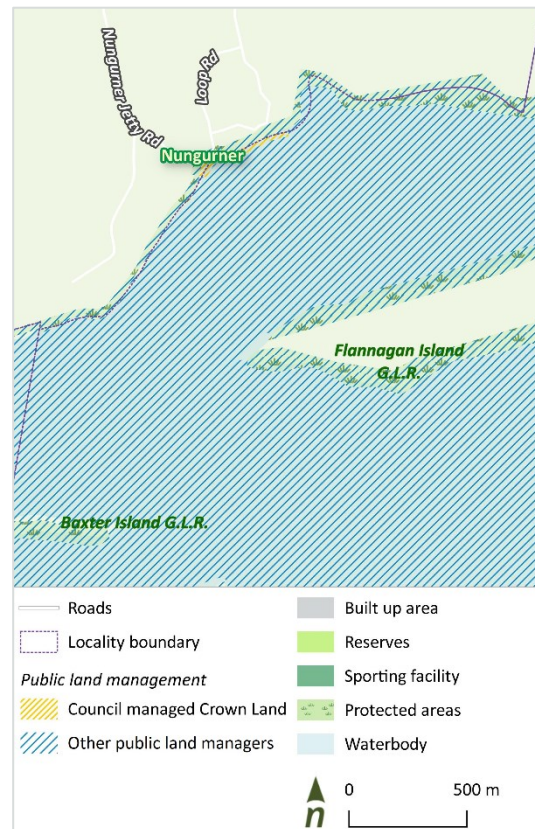 Nungurner Jetty Rd
Loop Rd
Nungurner
Flannagan Island
G.L.R.
Baxter Island G.L.R.
Roads
Locality boundary
Public land management
Council managed Crown Land
Other public land managers
Built up area
Reserves
Sporting facility
Protected areas
Waterbody
n
0 500 m